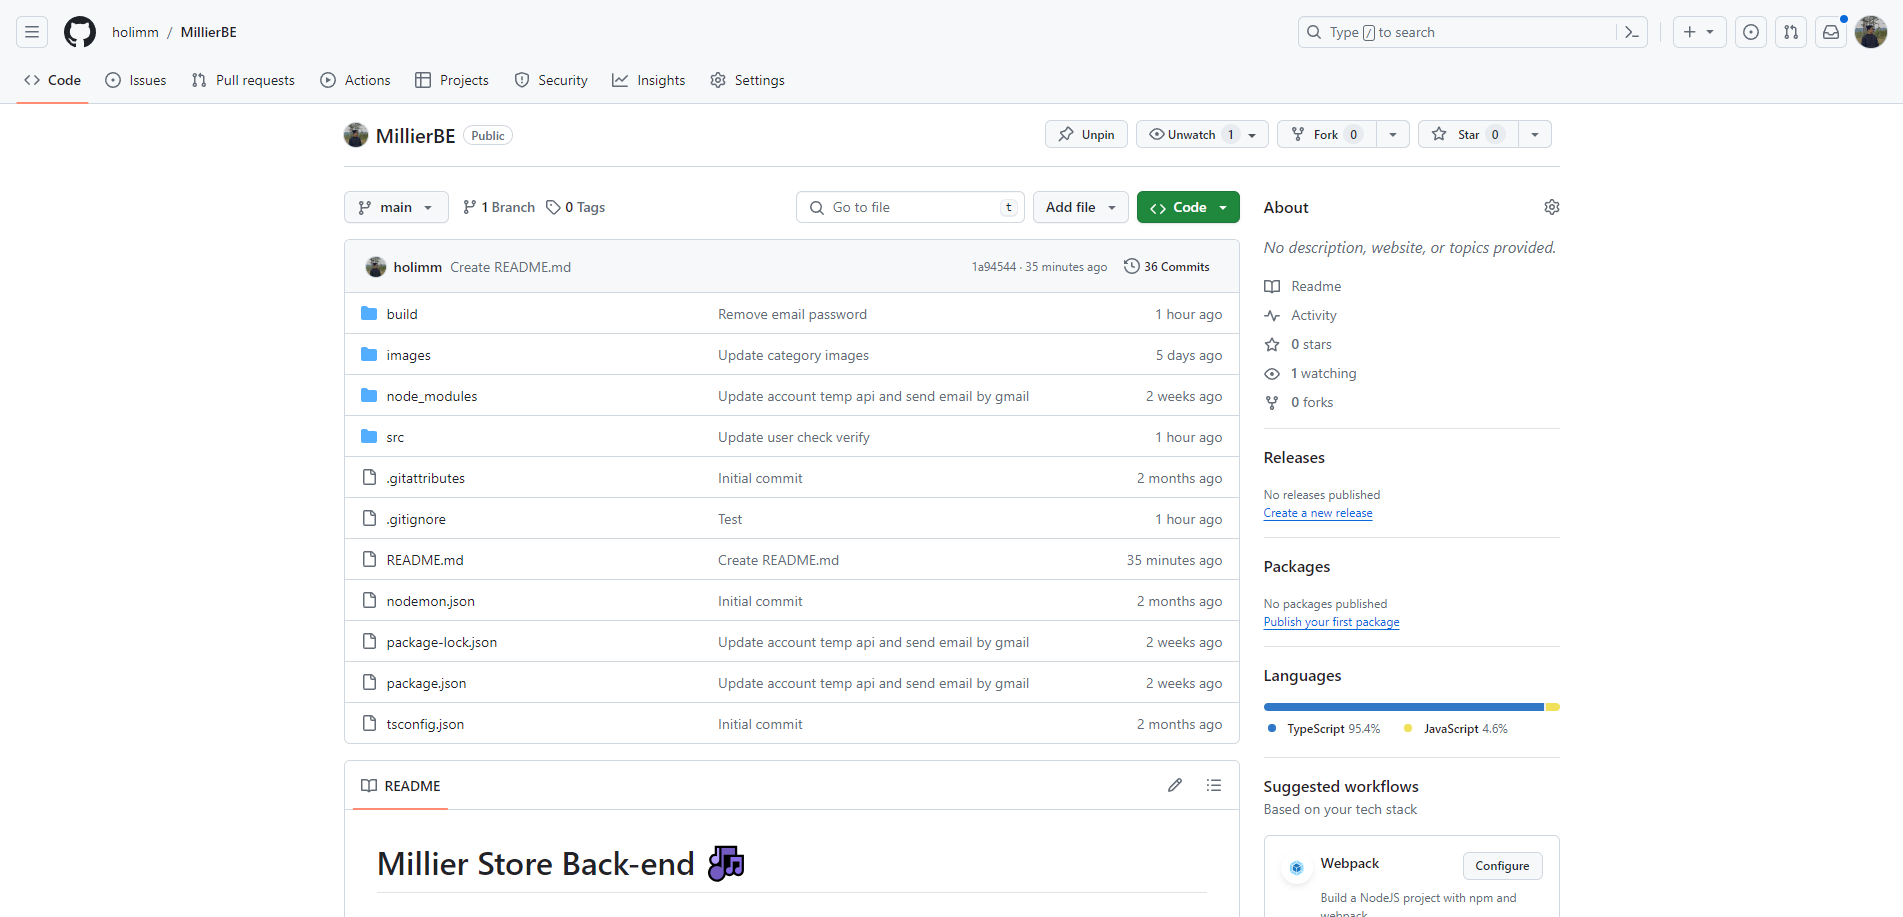 holimm / MillierBE
Type / to search
Code Issues Pull requests Actions Projects Security Insights Settings
MillierBE Public
Unpin Unwatch 1 Fork 0 Star 0
main 1 Branch 0 Tags Go to file t Add file Code
holimm Create README.md 1a94544 · 35 minutes ago 36 Commits
build Remove email password 1 hour ago
images Update category images 5 days ago
node_modules Update account temp api and send email by gmail 2 weeks ago
src Update user check verify 1 hour ago
.gitattributes Initial commit 2 months ago
.gitignore Test 1 hour ago
README.md Create README.md 35 minutes ago
nodemon.json Initial commit 2 months ago
package-lock.json Update account temp api and send email by gmail 2 weeks ago
package.json Update account temp api and send email by gmail 2 weeks ago
tsconfig.json Initial commit 2 months ago
README
Millier Store Back-end
About
No description, website, or topics provided.
Readme
Activity
0 stars
1 watching
0 forks
Releases
No releases published
Create a new release
Packages
No packages published
Publish your first package
Languages
TypeScript 95.4% JavaScript 4.6%
Suggested workflows
Based on your tech stack
Webpack Configure
Build a NodeJS project with npm and
webpack